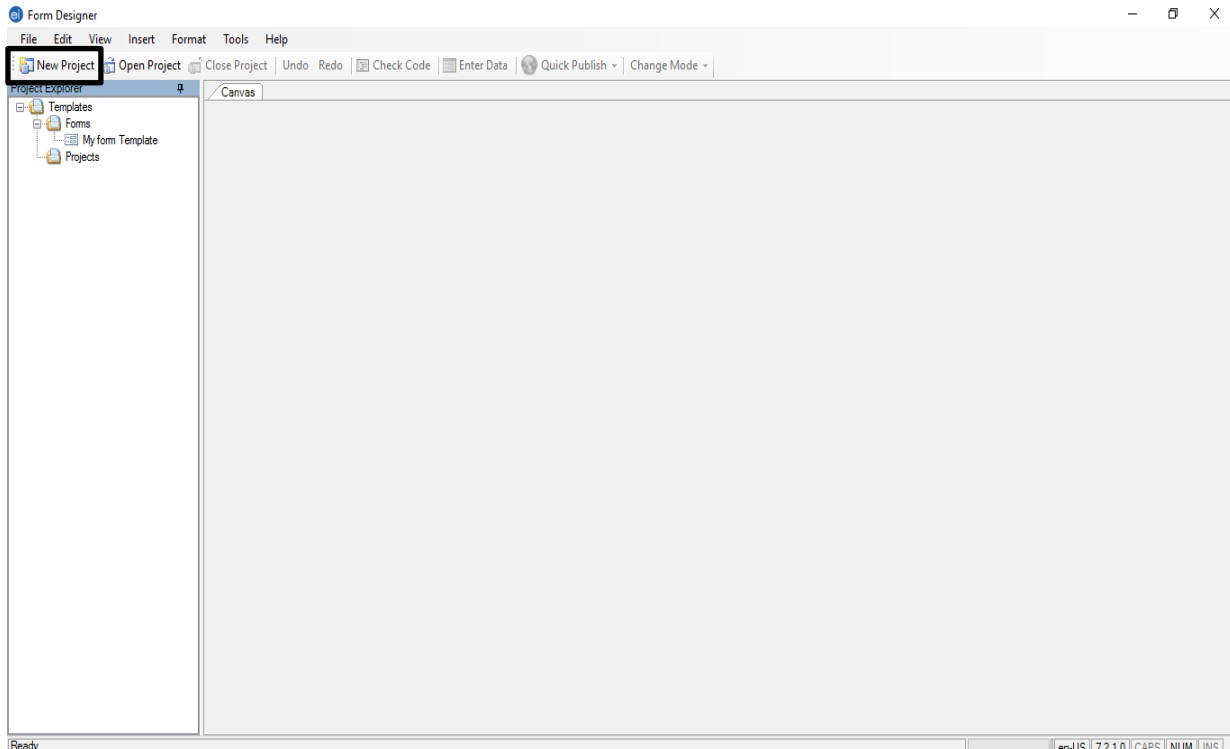 ei Form Designer
File Edit View Insert Format Tools Help
New Project Open Project Close Project Undo Redo Check Code Enter Data Quick Publish Change Mode
Project Explorer
Canvas
Templates
Forms
My form Template
Projects
Ready en-US 7.2.1.0 CAPS NUM INS